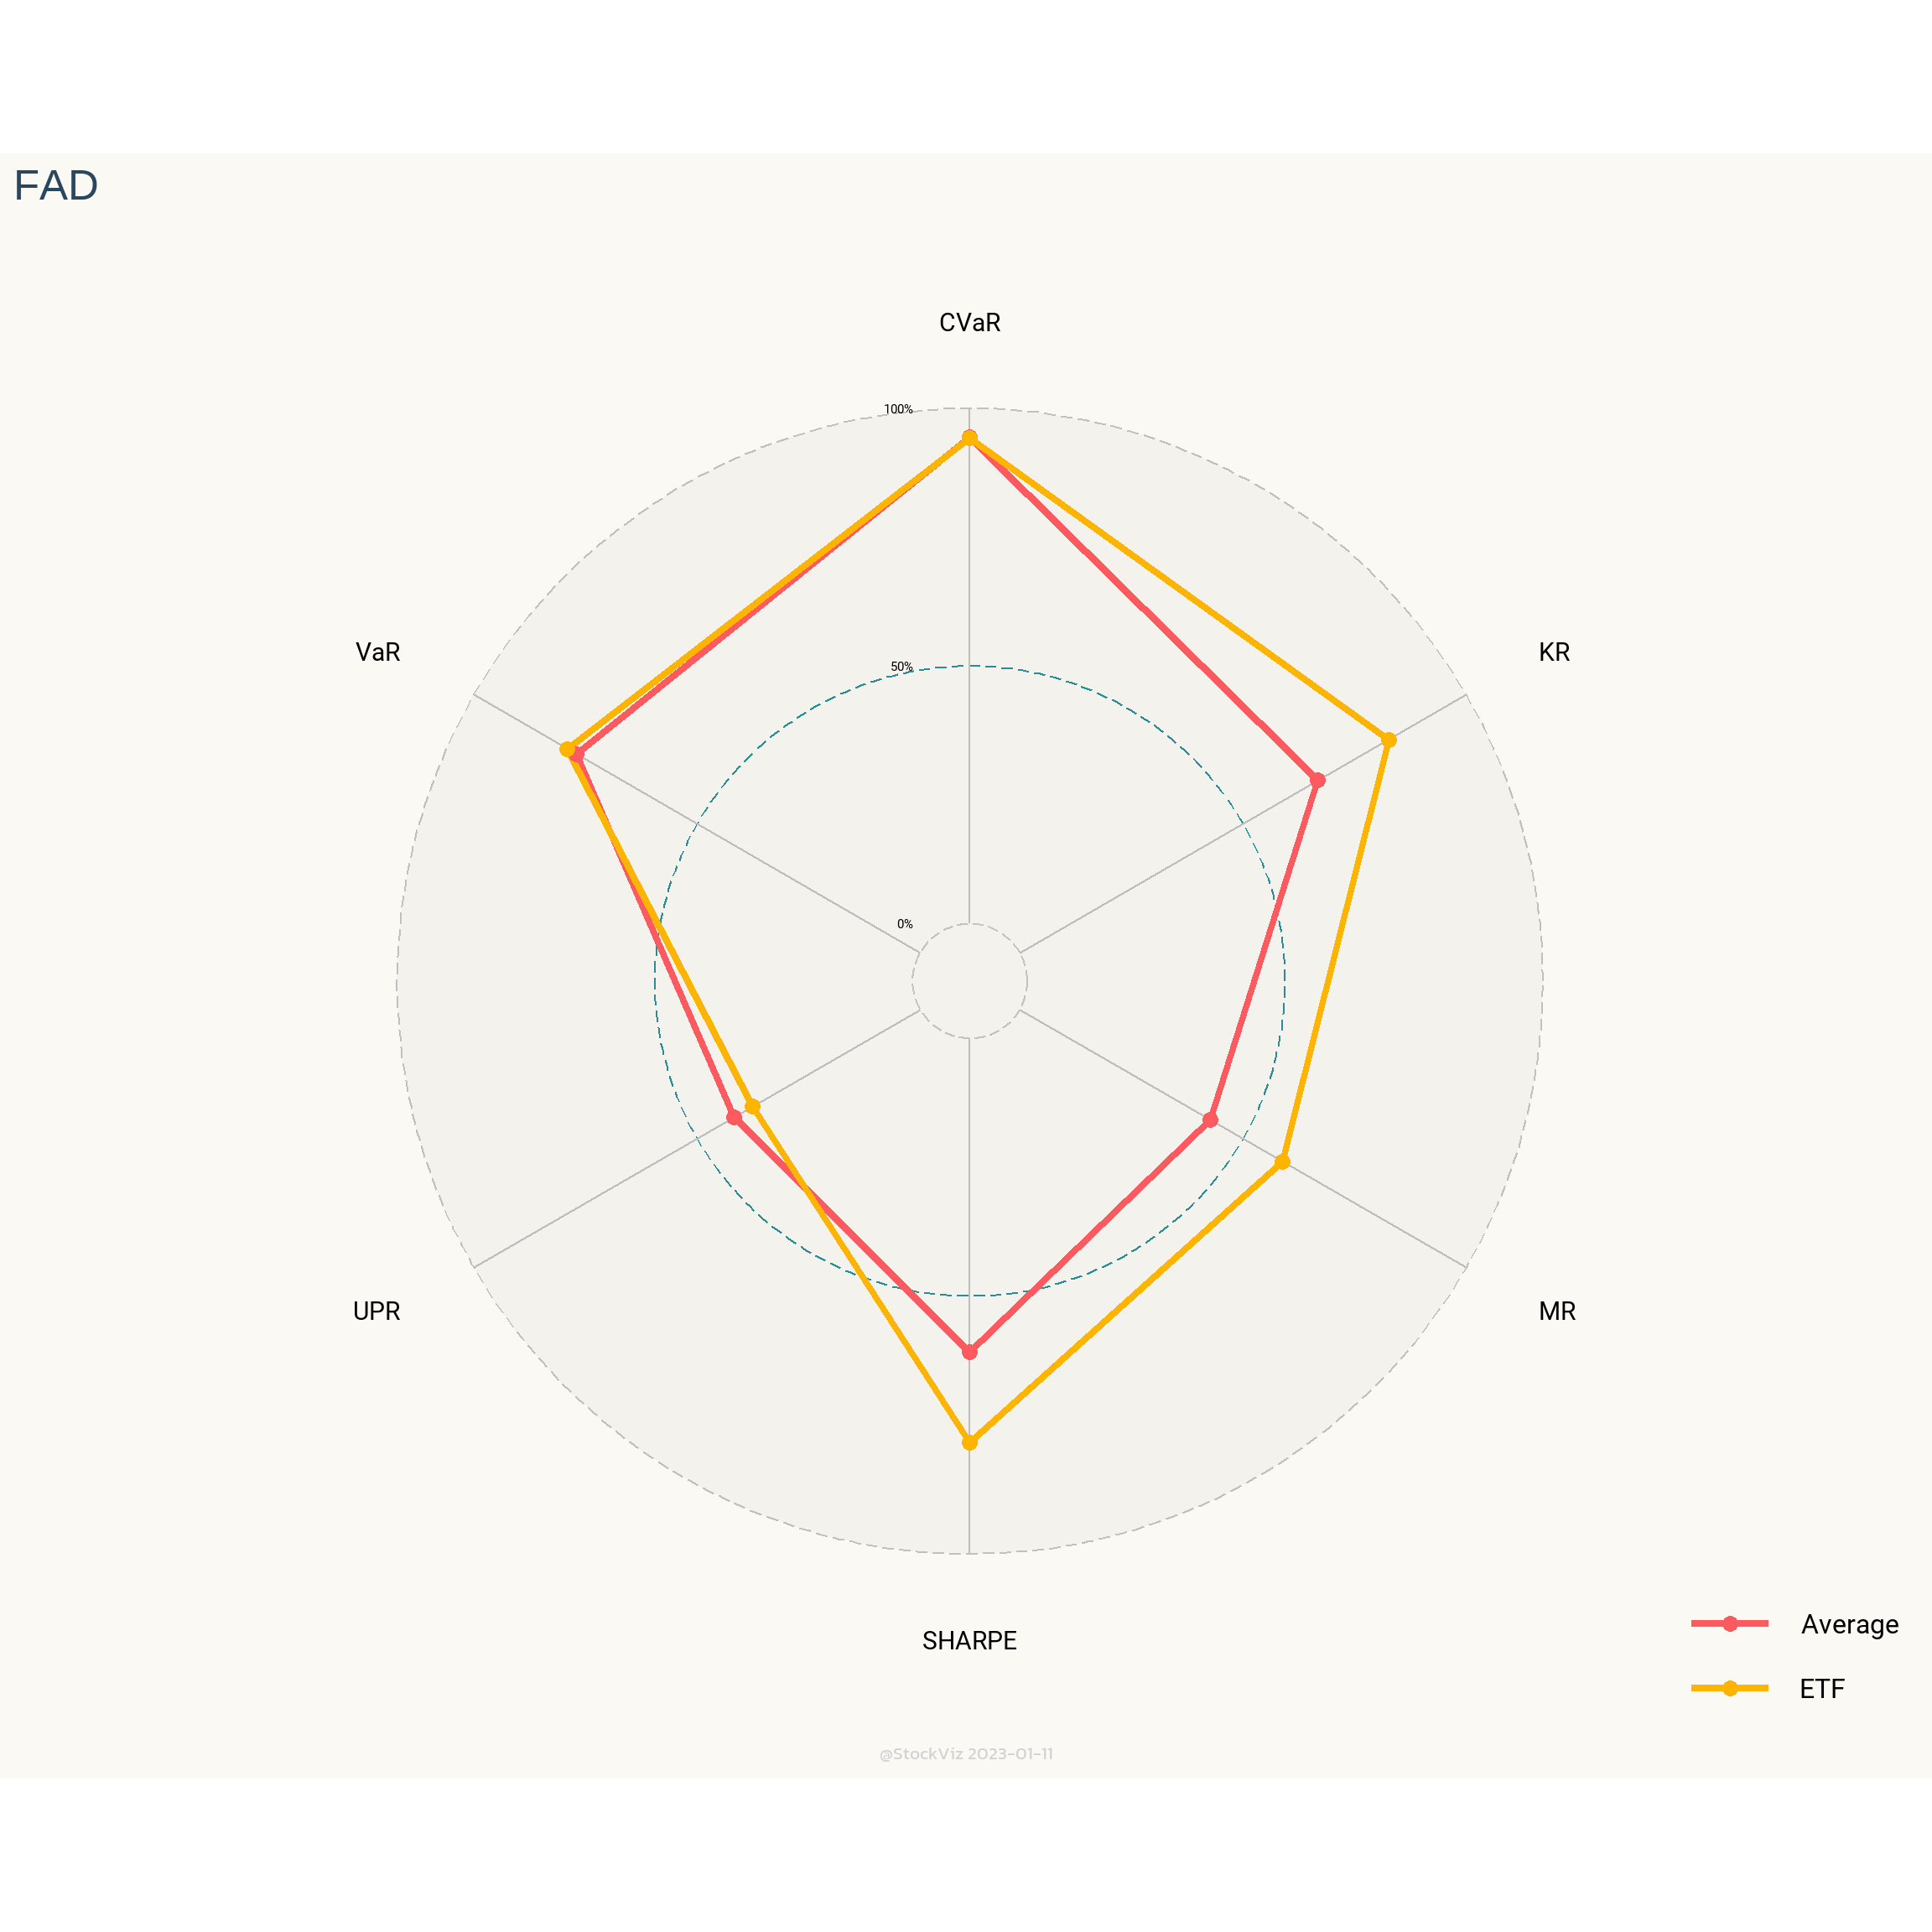 FAD
CVaR
100%
VaR
KR
50%
0%
UPR
MR
SHARPE
Average
ETF
@StockViz 2023-01-11